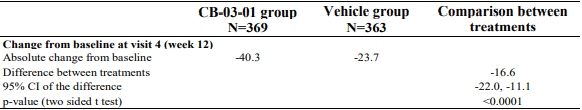 CB-03-01 group Vehicle group Comparison between
N=369 N=363 treatments
Change from baseline at visit 4 (week 12)
Absolute change from baseline -40.3 -23.7
Difference between treatments -16.6
95% CI of the difference -22.0, -11.1
p-value (two sided t test) <0.0001